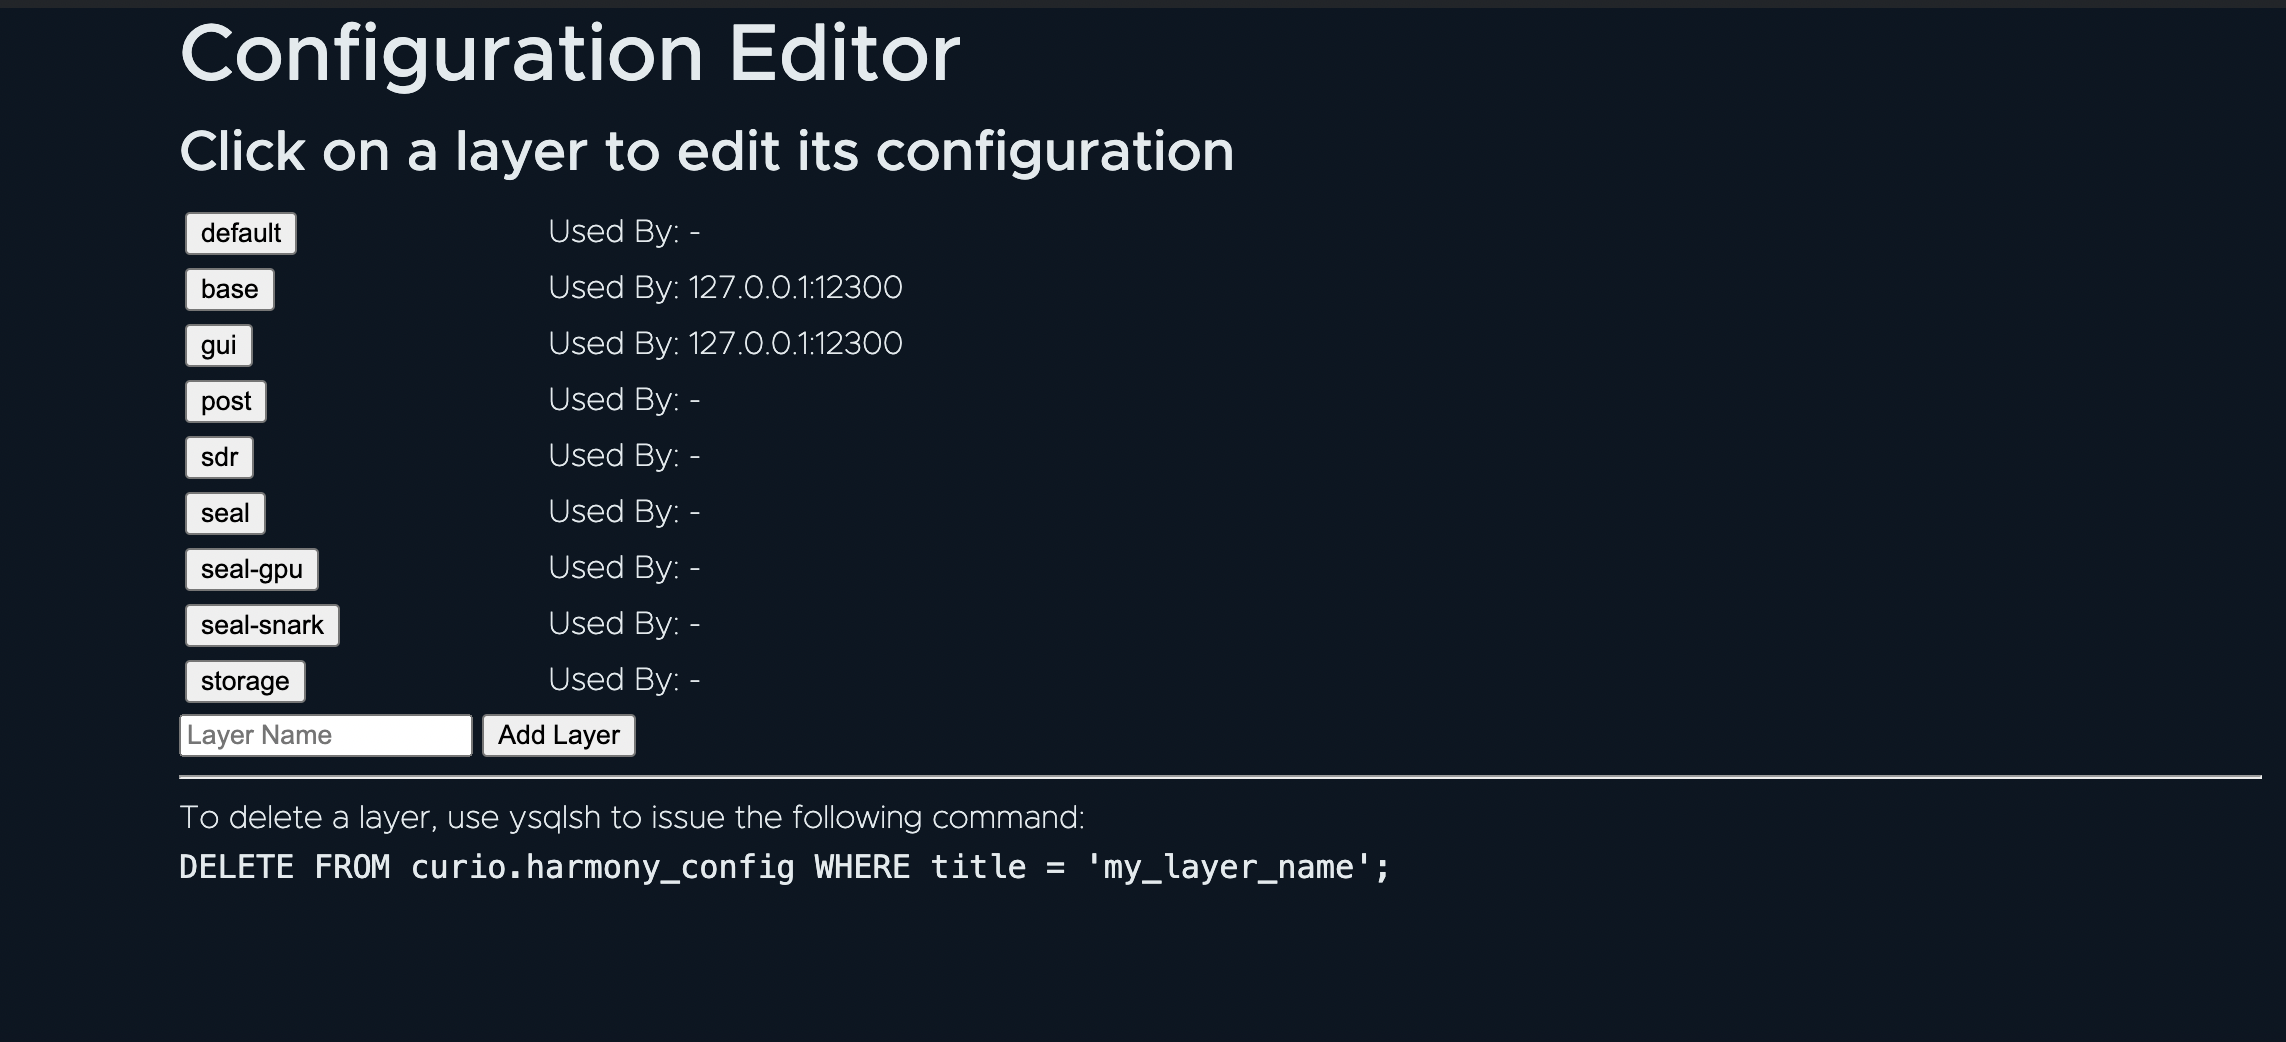 Configuration Editor
Click on a layer to edit its configuration
default Used By: -
base Used By: 127.0.0.1:12300
gui Used By: 127.0.0.1:12300
post Used By: -
sdr Used By: -
seal Used By: -
seal-gpu Used By: -
seal-snark Used By: -
storage Used By: -
Layer Name Add Layer
To delete a layer, use ysqlsh to issue the following command:
DELETE FROM curio.harmony_config WHERE title = 'my_layer_name';